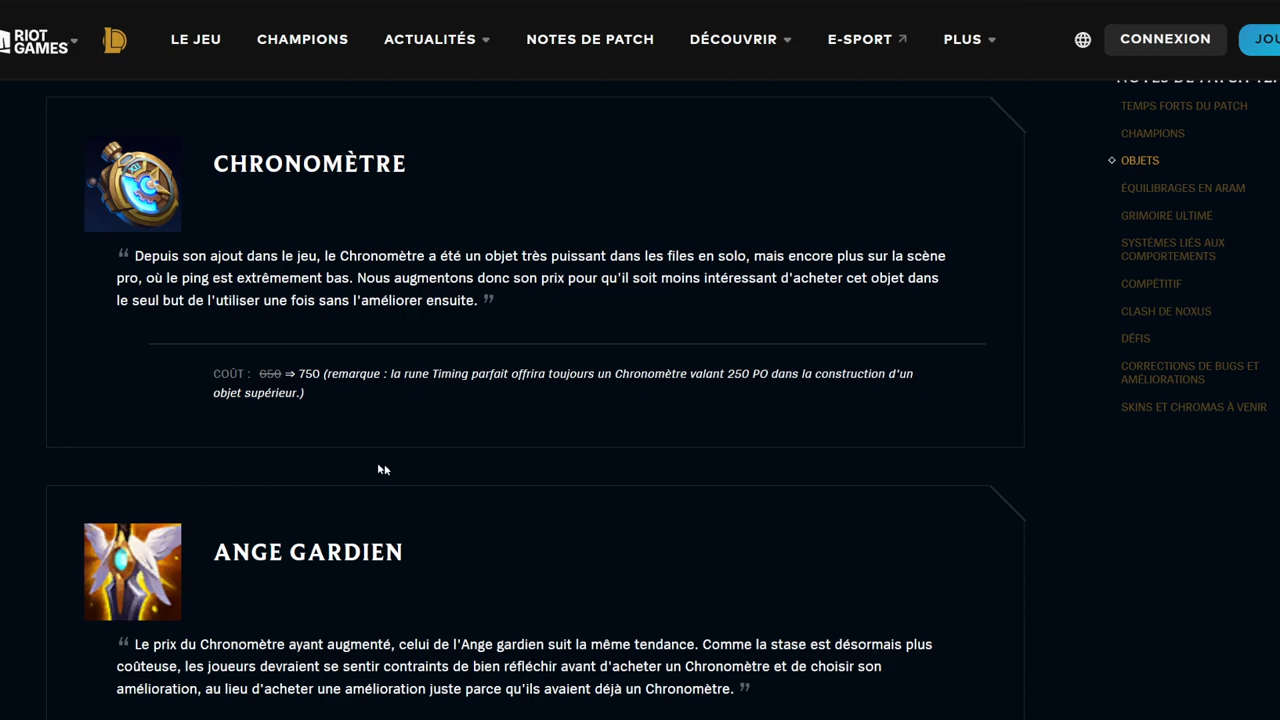 RIOT GAMES
LE JEU
CHAMPIONS
ACTUALITÉS
NOTES DE PATCH
DÉCOUVRIR
E-SPORT
PLUS
CONNEXION
CHRONOMÈTRE
“ Depuis son ajout dans le jeu, le Chronomètre a été un objet très puissant dans les files en solo, mais encore plus sur la scène
pro, où le ping est extrêmement bas. Nous augmentons donc son prix pour qu'il soit moins intéressant d'acheter cet objet dans
le seul but de l'utiliser une fois sans l'améliorer ensuite. ”
COÛT : 650 ⇒ 750 (remarque : la rune Timing parfait offrira toujours un Chronomètre valant 250 PO dans la construction d'un
objet supérieur.)
ANGE GARDIEN
“ Le prix du Chronomètre ayant augmenté, celui de l'Ange gardien suit la même tendance. Comme la stase est désormais plus
coûteuse, les joueurs devraient se sentir contraints de bien réfléchir avant d'acheter un Chronomètre et de choisir son
amélioration, au lieu d'acheter une amélioration juste parce qu'ils avaient déjà un Chronomètre. ”
NOTES DE PATCH
TEMPS FORTS DU PATCH
CHAMPIONS
OBJETS
ÉQUILIBRAGES EN ARAM
GRIMOIRE ULTIME
SYSTÈMES LIÉS AUX
COMPORTEMENTS
COMPÉTITIF
CLASH DE NOXUS
DÉFIS
CORRECTIONS DE BUGS ET
AMÉLIORATIONS
SKINS ET CHROMAS À VENIR